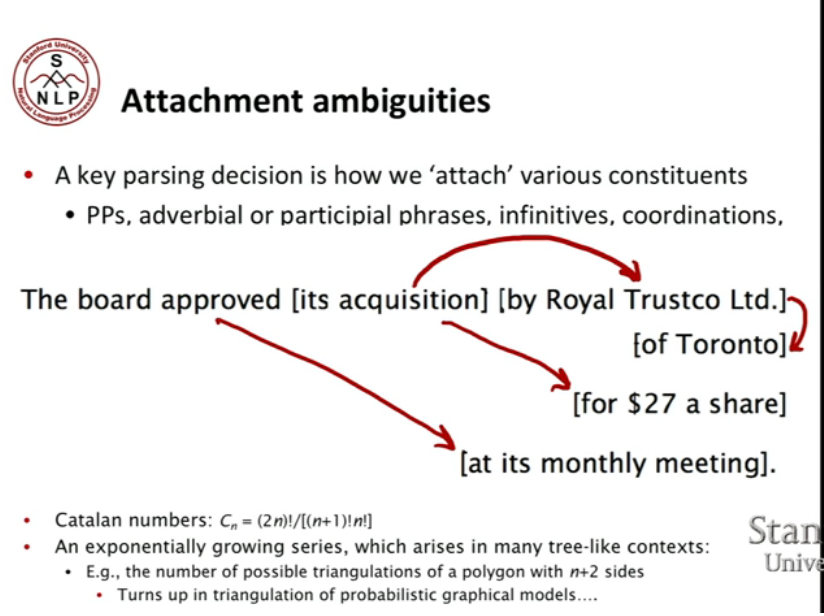 Stanford University
S
NLP
Natural Language Processing
Attachment ambiguities
• A key parsing decision is how we ‘attach’ various constituents
• PPs, adverbial or participial phrases, infinitives, coordinations,
The board approved [its acquisition] [by Royal Trustco Ltd.]
[of Toronto]
[for $27 a share]
[at its monthly meeting].
• Catalan numbers: Cₙ = (2n)!/[(n+1)!n!]
• An exponentially growing series, which arises in many tree-like contexts:
• E.g., the number of possible triangulations of a polygon with n+2 sides
• Turns up in triangulation of probabilistic graphical models….
Stan
Unive